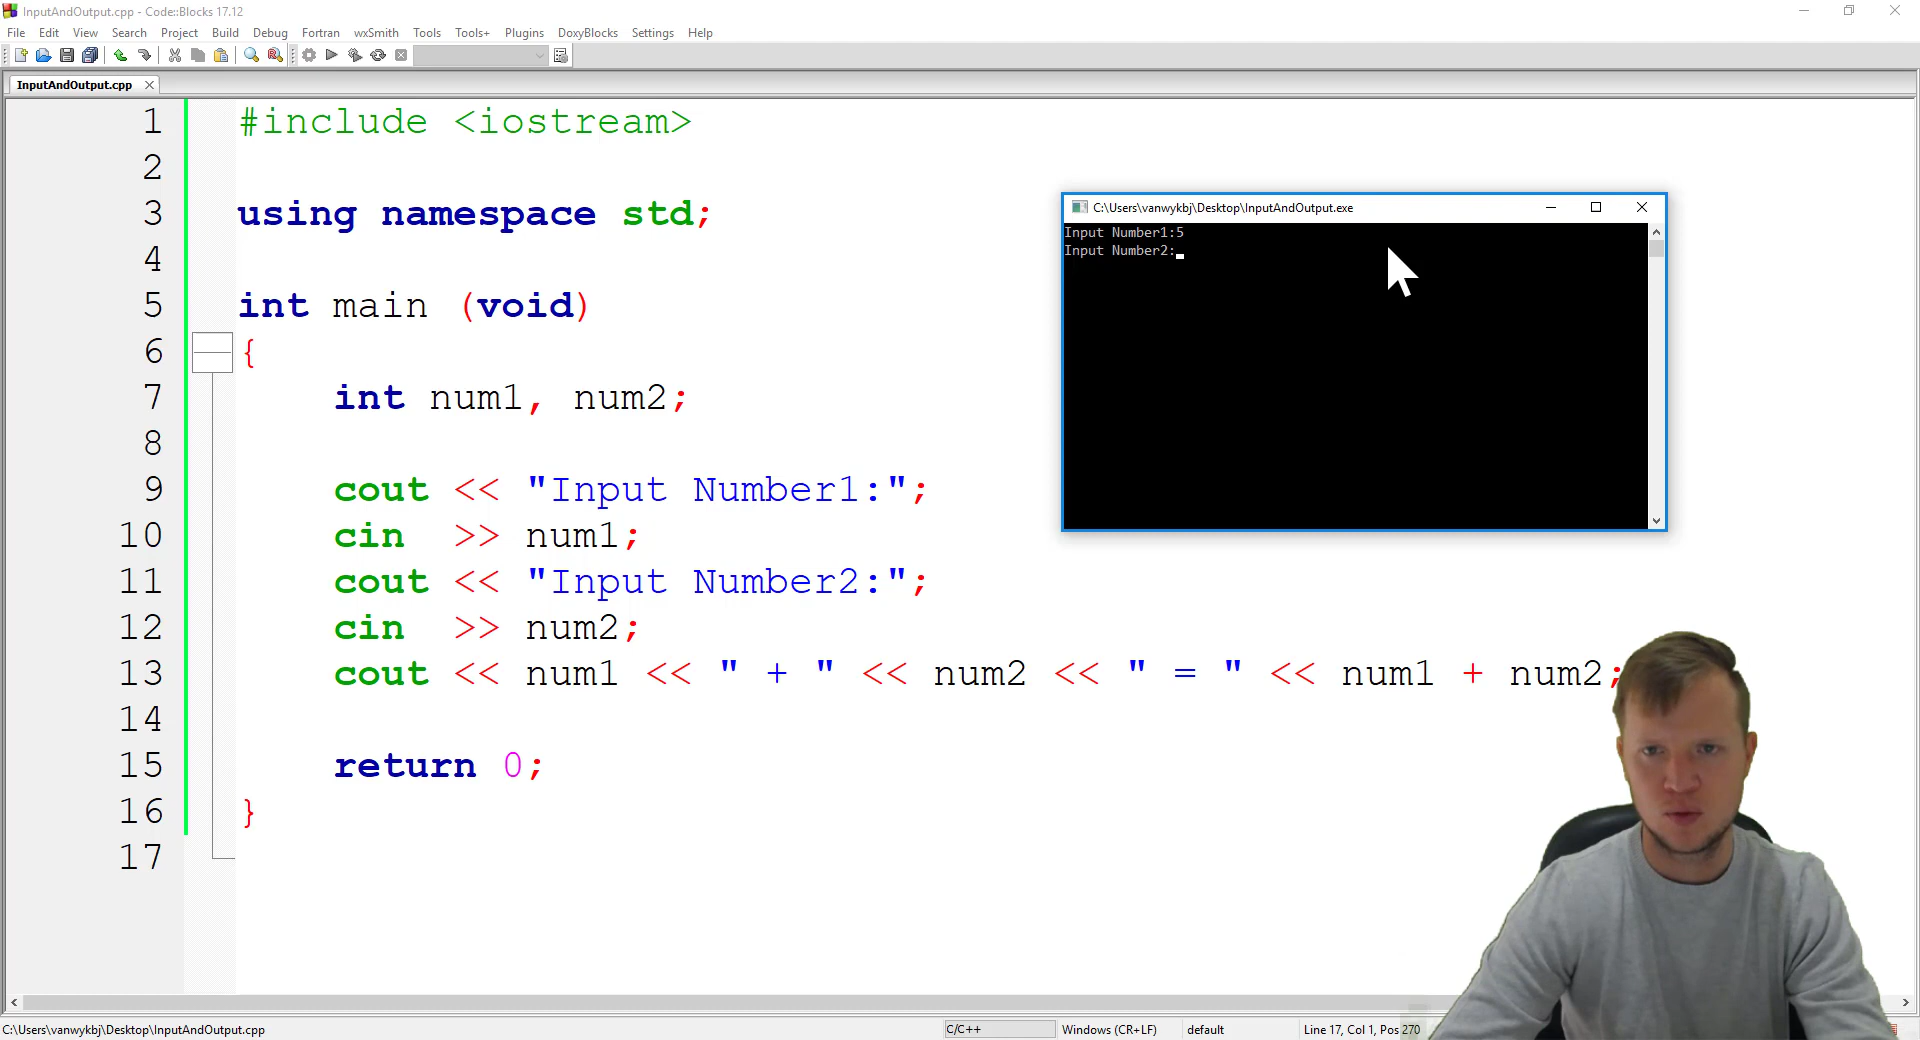 InputAndOutput.cpp - Code::Blocks 17.12
File Edit View Search Project Build Debug Fortran wxSmith Tools Tools+ Plugins DoxyBlocks Settings Help
InputAndOutput.cpp
1 #include <iostream>
2
3 using namespace std;
4
5 int main (void)
6 {
7 int num1, num2;
8
9 cout << "Input Number1:";
10 cin >> num1;
11 cout << "Input Number2:";
12 cin >> num2;
13 cout << num1 << " + " << num2 << " = " << num1 + num2;
14
15 return 0;
16 }
17
C:\Users\vanwykbj\Desktop\InputAndOutput.exe
Input Number1:5
Input Number2:
C:\Users\vanwykbj\Desktop\InputAndOutput.cpp C/C++ Windows (CR+LF) default Line 17, Col 1, Pos 270